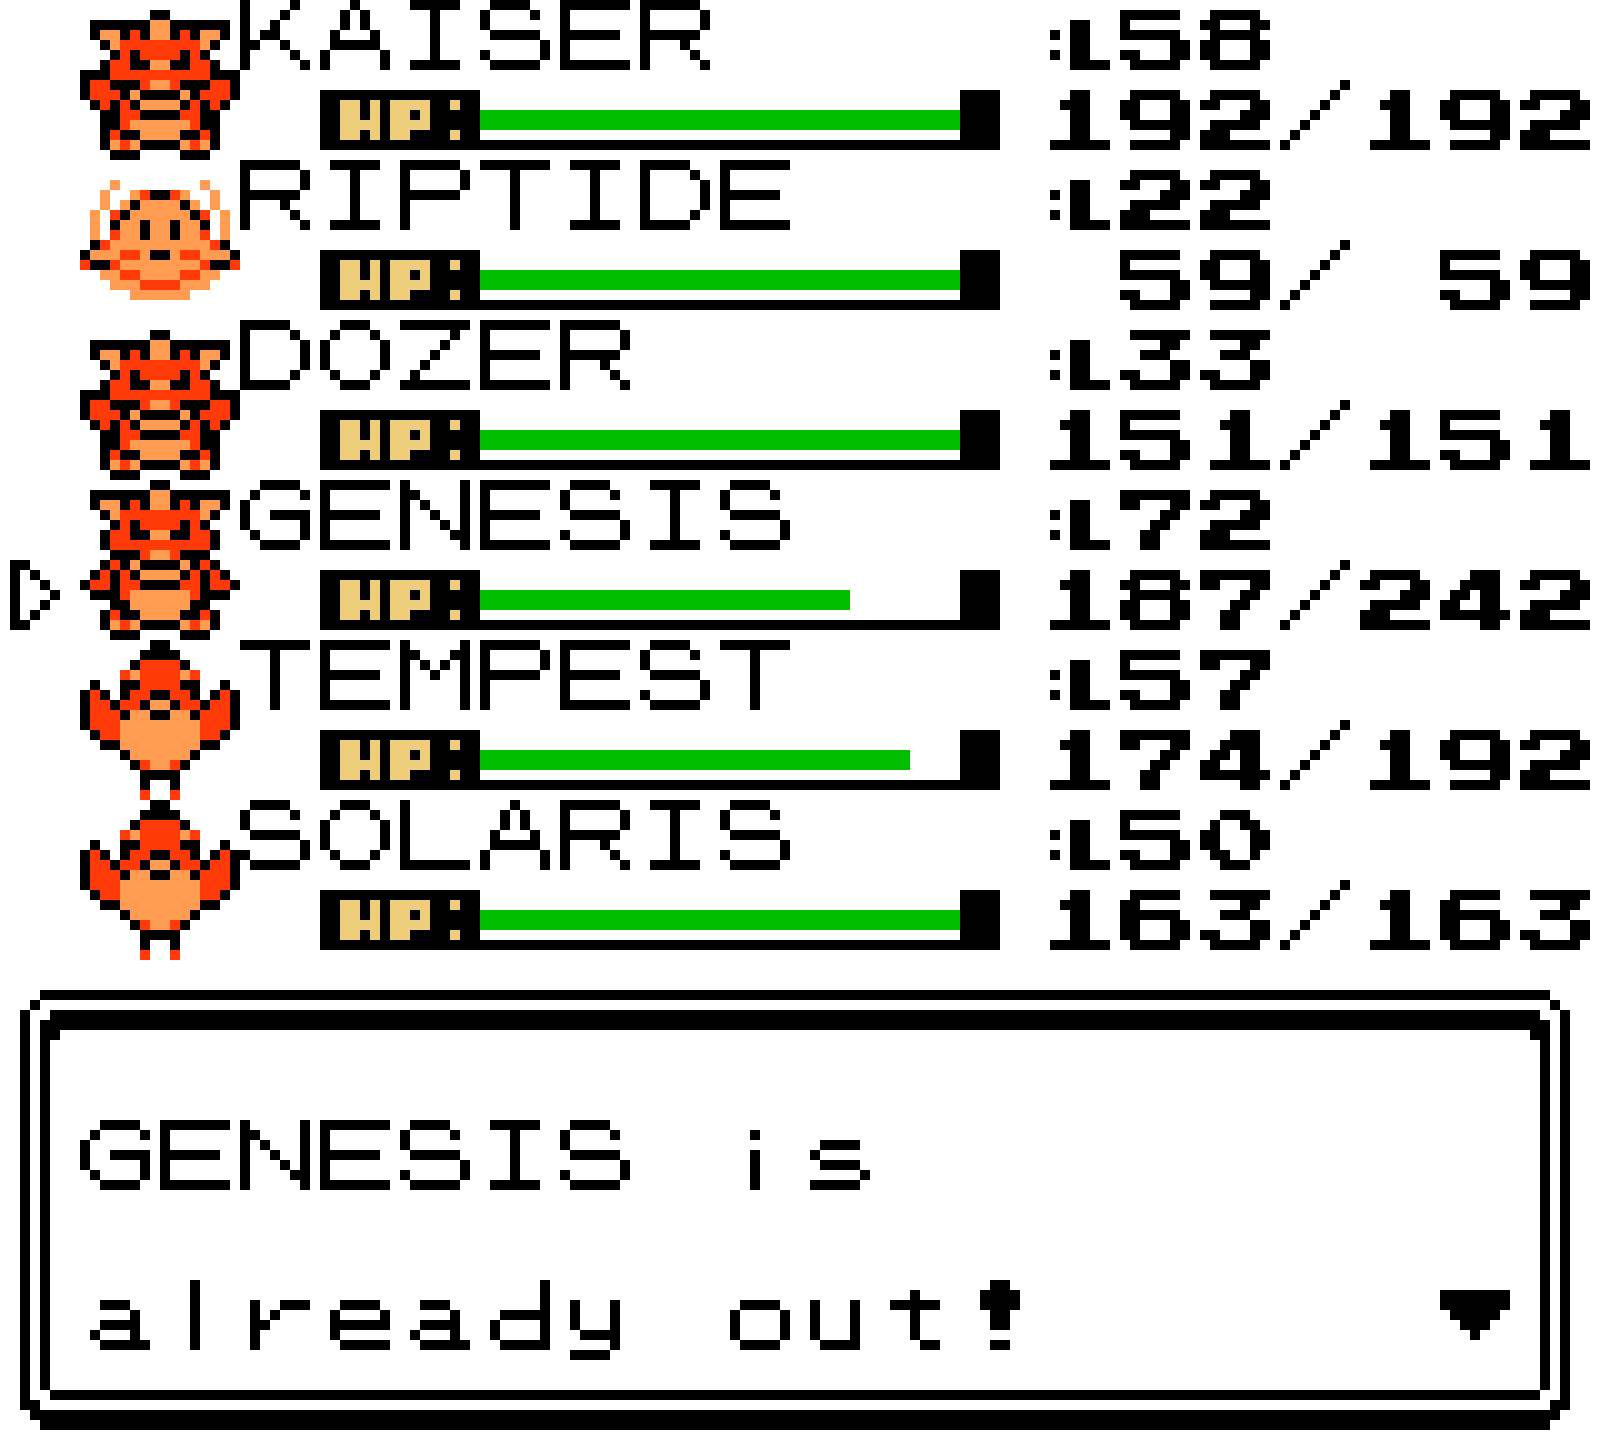 KAISER :L58
HP: 192/192
RIPTIDE :L22
HP: 59/ 59
DOZER :L33
HP: 151/151
GENESIS :L72
HP: 187/242
TEMPEST :L57
HP: 174/192
SOLARIS :L50
HP: 163/163
GENESIS is
already out!